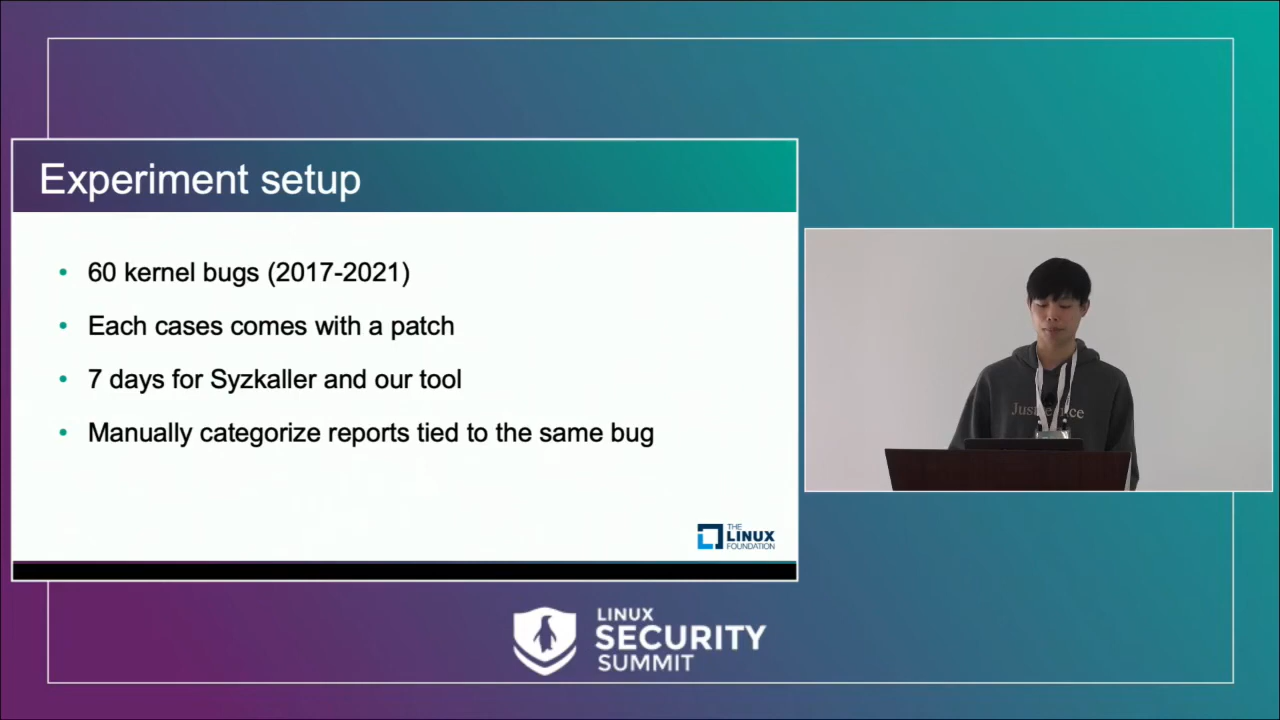 Experiment setup
• 60 kernel bugs (2017-2021)
• Each cases comes with a patch
• 7 days for Syzkaller and our tool
• Manually categorize reports tied to the same bug
THE
LINUX
FOUNDATION
LINUX
SECURITY
SUMMIT